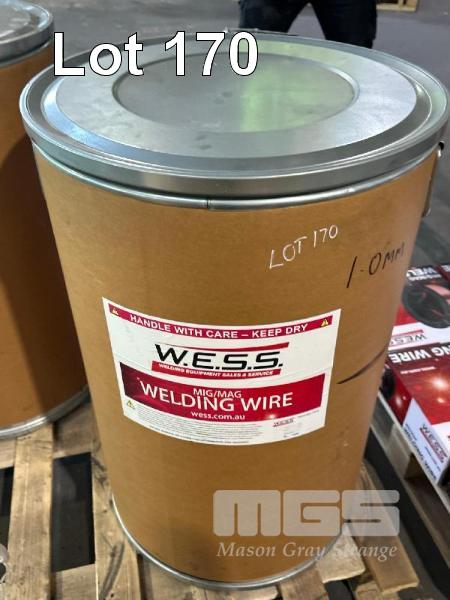 Lot 170
LOT 170
1.0MM
HANDLE WITH CARE – KEEP DRY
W.E.S.S.
WELDING EQUIPMENT SALES & SERVICE
MIG/MAG
WELDING WIRE
wess.com.au
W.E.S.S.
WIRE
W.E.S.S.
MGS
Mason Gray Strange